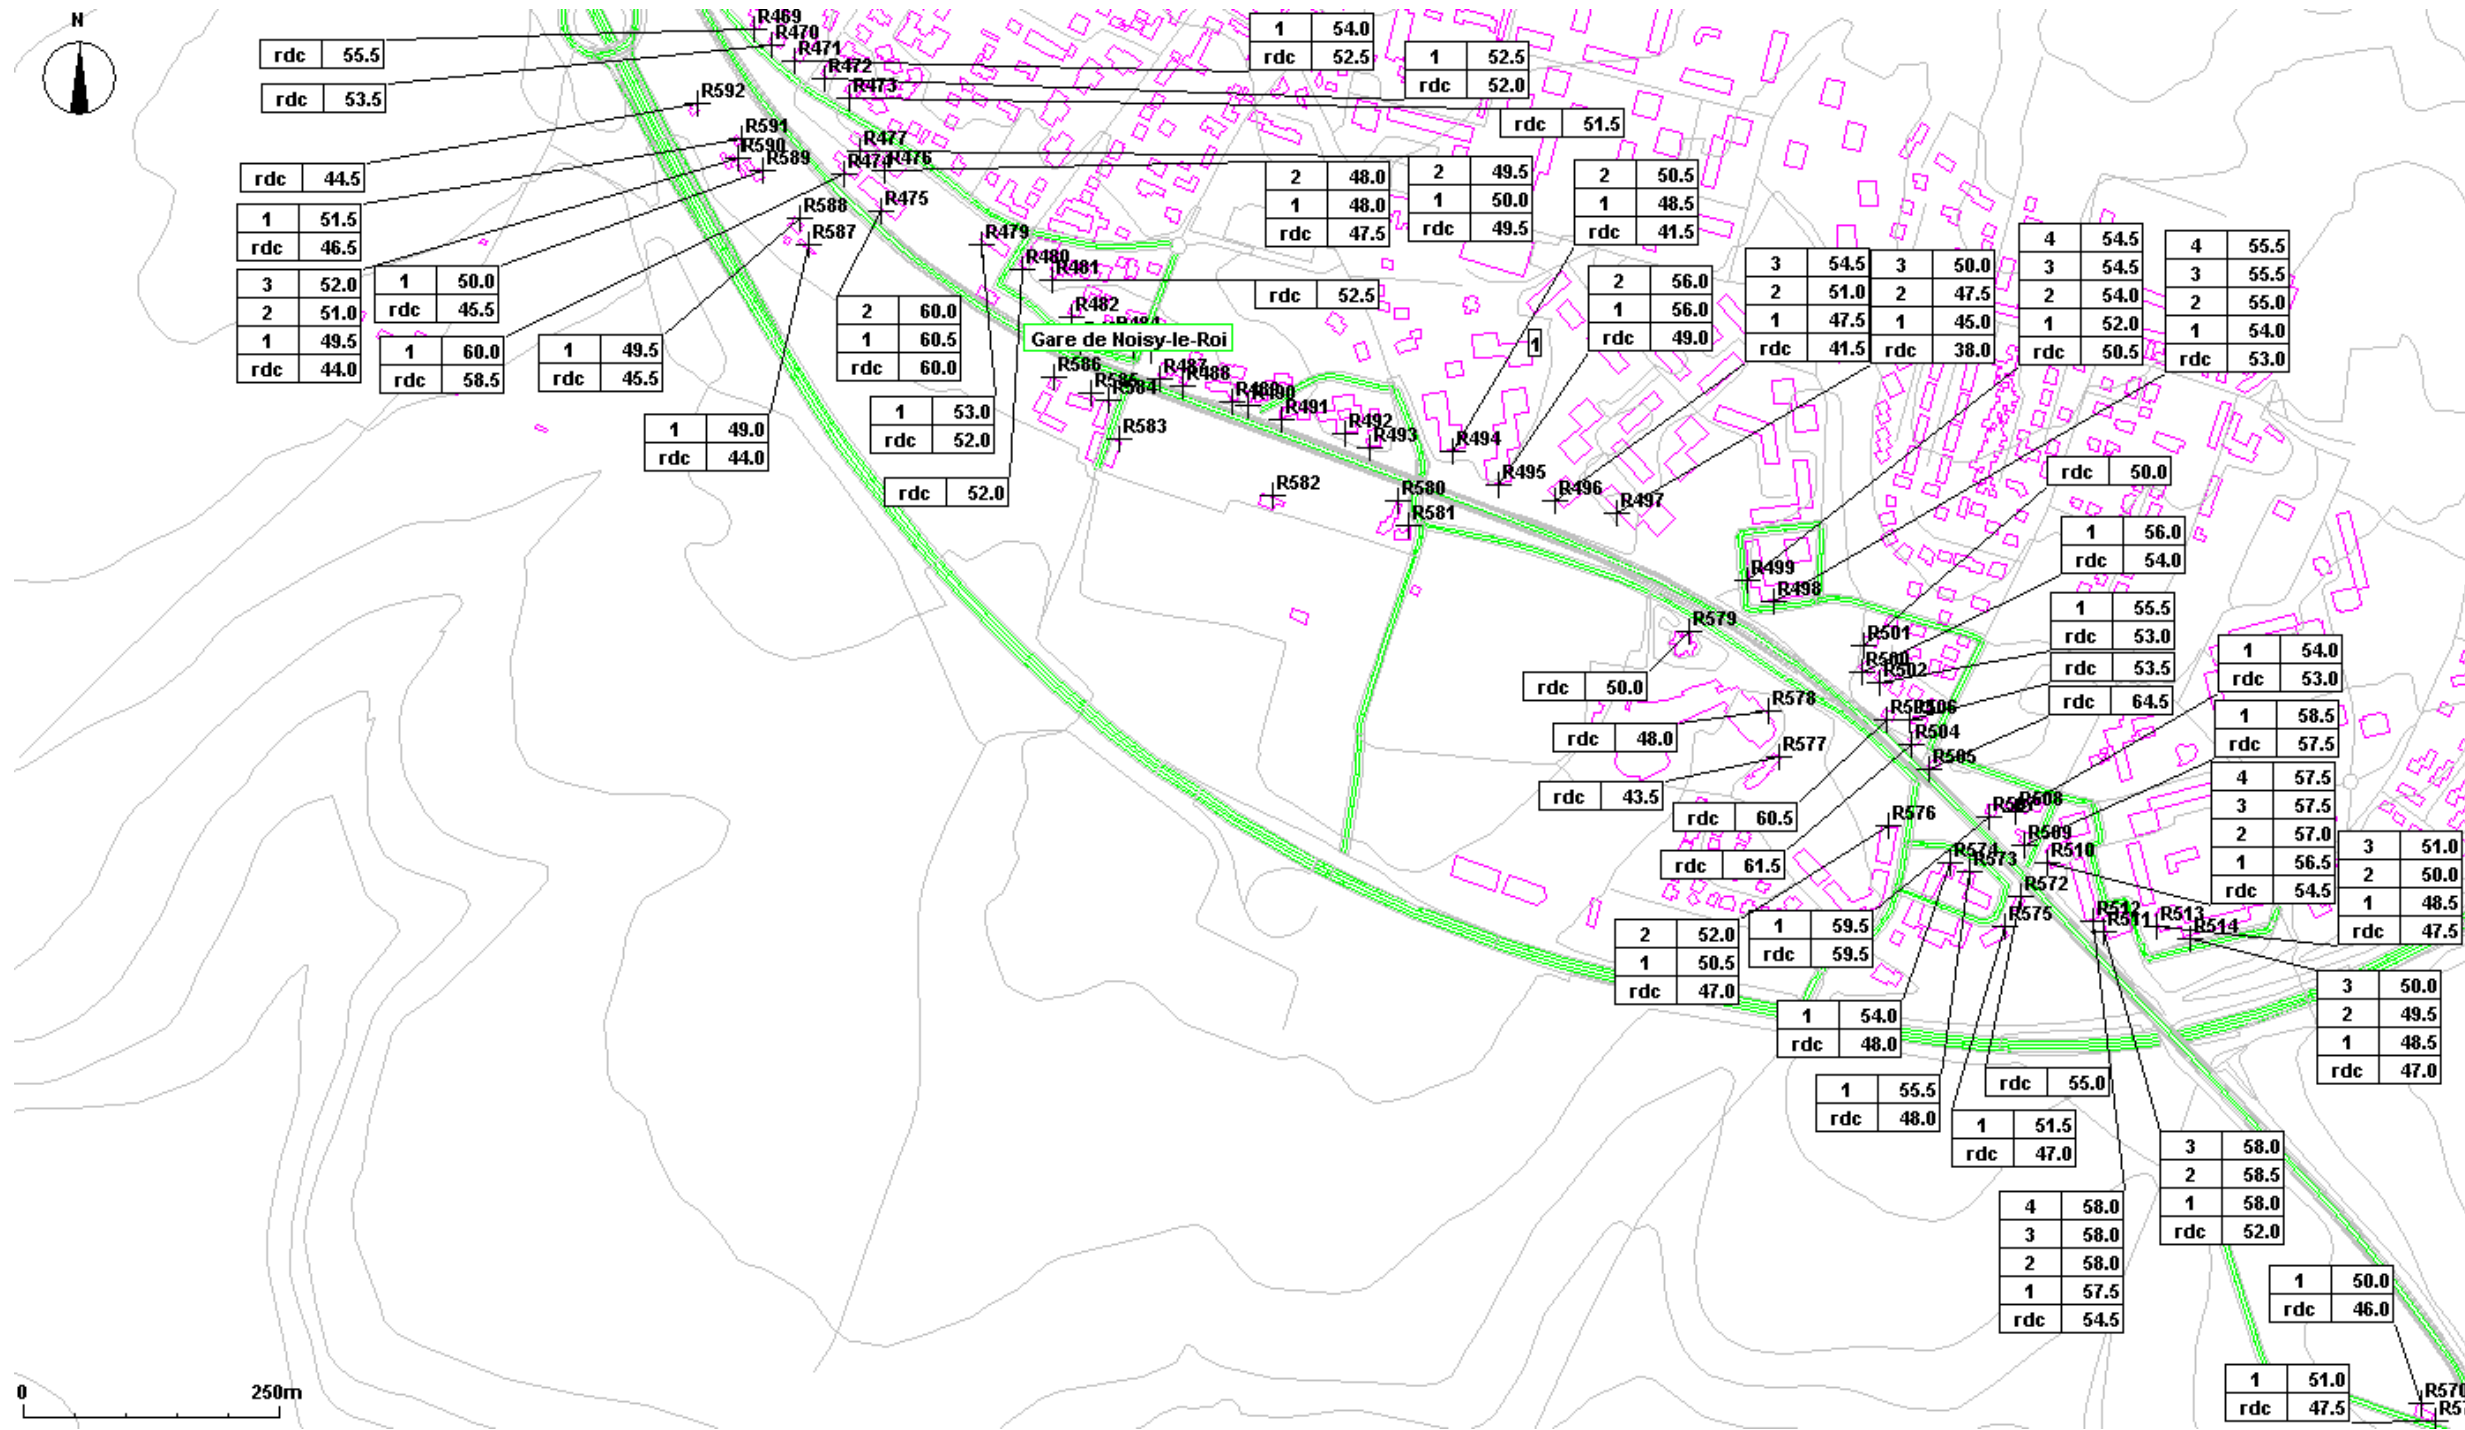 N
R469
R470
R471
R472
R473
rdc 55.5
rdc 53.5
1 54.0
rdc 52.5
1 52.5
rdc 52.0
rdc 51.5
R592
R591
R590
R589
R477
R474
R476
R475
R588
R587
rdc 44.5
1 51.5
rdc 46.5
3 52.0
2 51.0
1 49.5
rdc 44.0
1 50.0
rdc 45.5
1 60.0
rdc 58.5
1 49.5
rdc 45.5
1 49.0
rdc 44.0
2 60.0
1 60.5
rdc 60.0
1 53.0
rdc 52.0
rdc 52.0
R479
R480
R481
R482
rdc 52.5
2 48.0
1 48.0
rdc 47.5
2 49.5
1 50.0
rdc 49.5
2 50.5
1 48.5
rdc 41.5
2 56.0
1 56.0
rdc 49.0
3 54.5
2 51.0
1 47.5
rdc 41.5
3 50.0
2 47.5
1 45.0
rdc 38.0
4 54.5
3 54.5
2 54.0
1 52.0
rdc 50.5
4 55.5
3 55.5
2 55.0
1 54.0
rdc 53.0
Gare de Noisy-le-Roi
1
R586
R585
R584
R583
R487
R488
R489
R490
R491
R492
R493
R494
R495
R496
R497
R582
R580
R581
R499
R498
R579
rdc 50.0
1 56.0
rdc 54.0
1 55.5
rdc 53.0
rdc 53.5
rdc 64.5
R501
R500
R502
R506
R504
R505
rdc 50.0
R578
rdc 48.0
R577
rdc 43.5
rdc 60.5
rdc 61.5
1 54.0
rdc 53.0
1 58.5
rdc 57.5
4 57.5
3 57.5
2 57.0
1 56.5
rdc 54.5
3 51.0
2 50.0
1 48.5
rdc 47.5
R576
R508
R509
R510
R574
R573
R572
R575
R512
R511
R513
R514
2 52.0
1 50.5
rdc 47.0
1 59.5
rdc 59.5
1 54.0
rdc 48.0
1 55.5
rdc 48.0
rdc 55.0
1 51.5
rdc 47.0
3 50.0
2 49.5
1 48.5
rdc 47.0
3 58.0
2 58.5
1 58.0
rdc 52.0
4 58.0
3 58.0
2 58.0
1 57.5
rdc 54.5
1 50.0
rdc 46.0
1 51.0
rdc 47.5
R570
0 250m